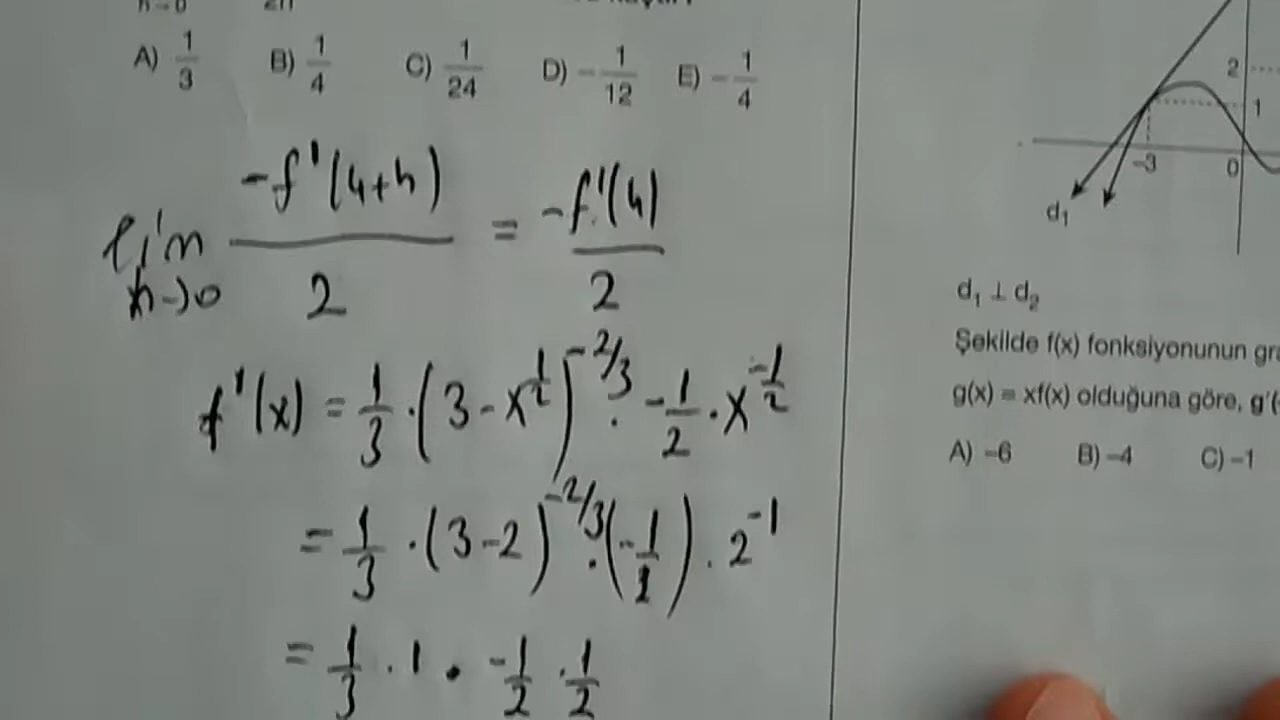 h→0 2h
A) 1/3 B) 1/4 C) 1/24 D) -1/12 E) -1/4
lim h→0 -f'(4+h)/2 = -f'(4)/2
f'(x) = 1/3 · (3-x^1/2)^-2/3 · -1/2 · x^-1/2
= 1/3 · (3-2)^-2/3 · (-1/2) · 2^-1
= 1/3 · 1 · -1/2 · 1/2
2
1
-3
0
d₁
d₁ ⊥ d₂
Şekilde f(x) fonksiyonunun
g(x) = xf(x) olduğuna göre, g'(
A) -6 B) -4 C) -1